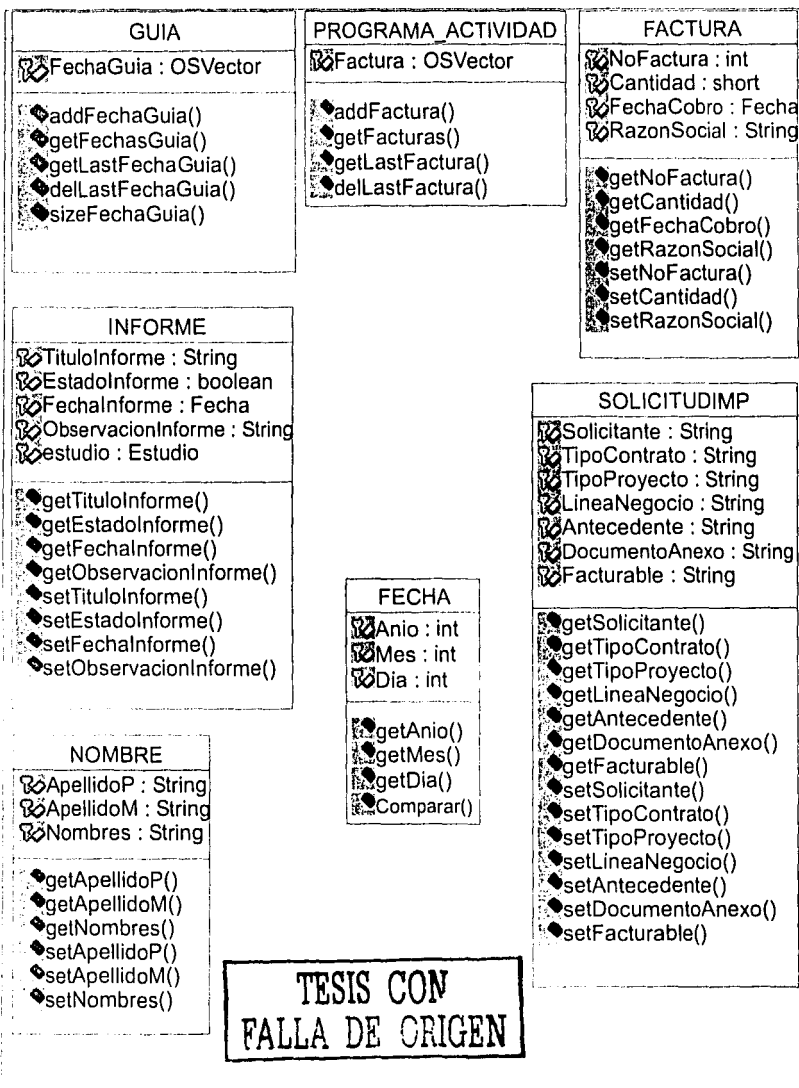 GUIA
FechaGuia : OSVector
addFechaGuia()
getFechasGuia()
getLastFechaGuia()
delLastFechaGuia()
sizeFechaGuia()
PROGRAMA_ACTIVIDAD
Factura : OSVector
addFactura()
getFacturas()
getLastFactura()
delLastFactura()
FACTURA
NoFactura : int
Cantidad : short
FechaCobro : Fecha
RazonSocial : String
getNoFactura()
getCantidad()
getFechaCobro()
getRazonSocial()
setNoFactura()
setCantidad()
setRazonSocial()
INFORME
TituloInforme : String
EstadoInforme : boolean
FechaInforme : Fecha
ObservacionInforme : String
estudio : Estudio
getTituloInforme()
getEstadoInforme()
getFechaInforme()
getObservacionInforme()
setTituloInforme()
setEstadoInforme()
setFechaInforme()
setObservacionInforme()
SOLICITUDIMP
Solicitante : String
TipoContrato : String
TipoProyecto : String
LineaNegocio : String
Antecedente : String
DocumentoAnexo : String
Facturable : String
getSolicitante()
getTipoContrato()
getTipoProyecto()
getLineaNegocio()
getAntecedente()
getDocumentoAnexo()
getFacturable()
setSolicitante()
setTipoContrato()
setTipoProyecto()
setLineaNegocio()
setAntecedente()
setDocumentoAnexo()
setFacturable()
FECHA
Anio : int
Mes : int
Dia : int
getAnio()
getMes()
getDia()
Comparar()
NOMBRE
ApellidoP : String
ApellidoM : String
Nombres : String
getApellidoP()
getApellidoM()
getNombres()
setApellidoP()
setApellidoM()
setNombres()
TESIS CON
FALLA DE ORIGEN